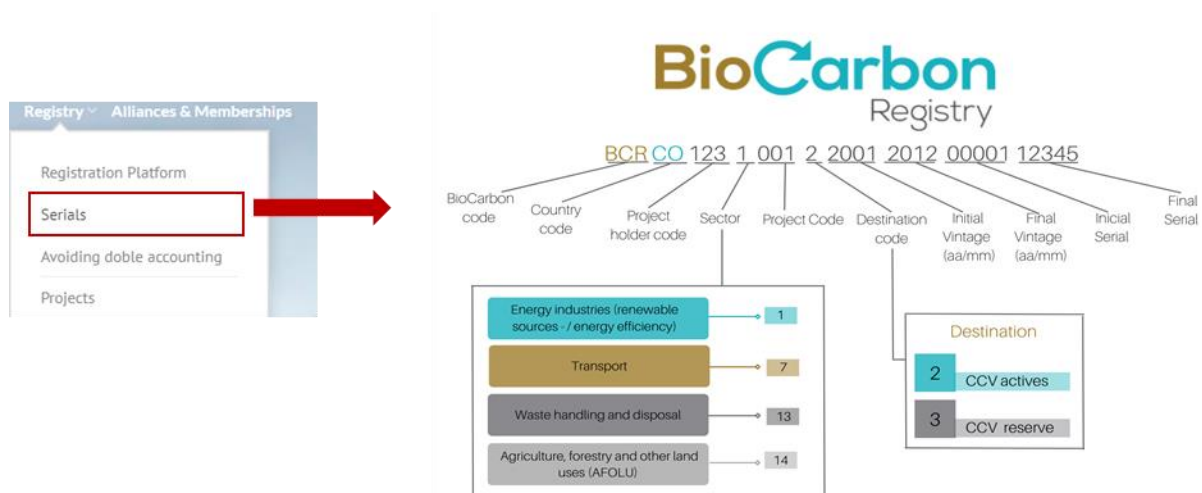 Registry Alliances & Memberships
Registration Platform
Serials
Avoiding doble accounting
Projects
BioCarbon
Registry
BCR CO 123 1 001 2 2001 2012 00001 12345
BioCarbon
code
Country
code
Project
holder code
Sector
Project Code
Destination
code
Initial
Vintage
(aa/mm)
Final
Vintage
(aa/mm)
Inicial
Serial
Final
Serial
Energy industries (renewable
sources - / energy efficiency)
1
Transport
7
Waste handling and disposal
13
Agriculture, forestry and other land
uses (AFOLU)
14
Destination
2
CCV actives
3
CCV reserve